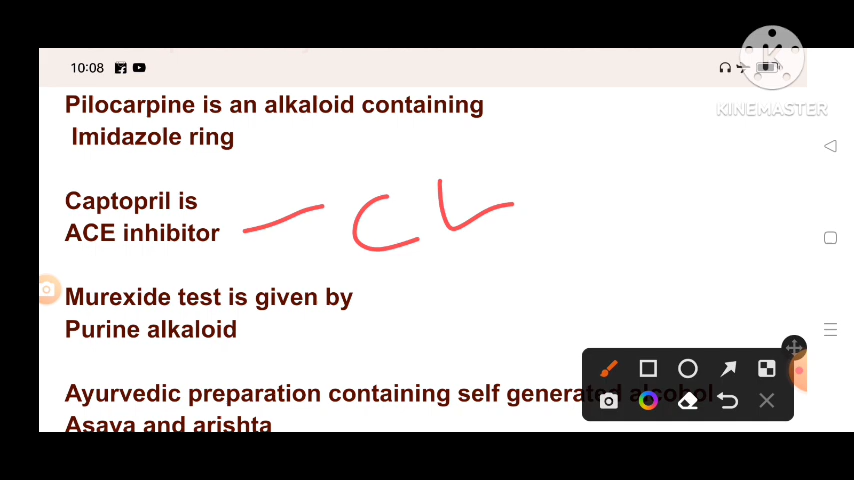 10:08
KINEMASTER
Pilocarpine is an alkaloid containing
Imidazole ring
Captopril is
ACE inhibitor
CL
Murexide test is given by
Purine alkaloid
Ayurvedic preparation containing self generated alcohol
Asava and arishta